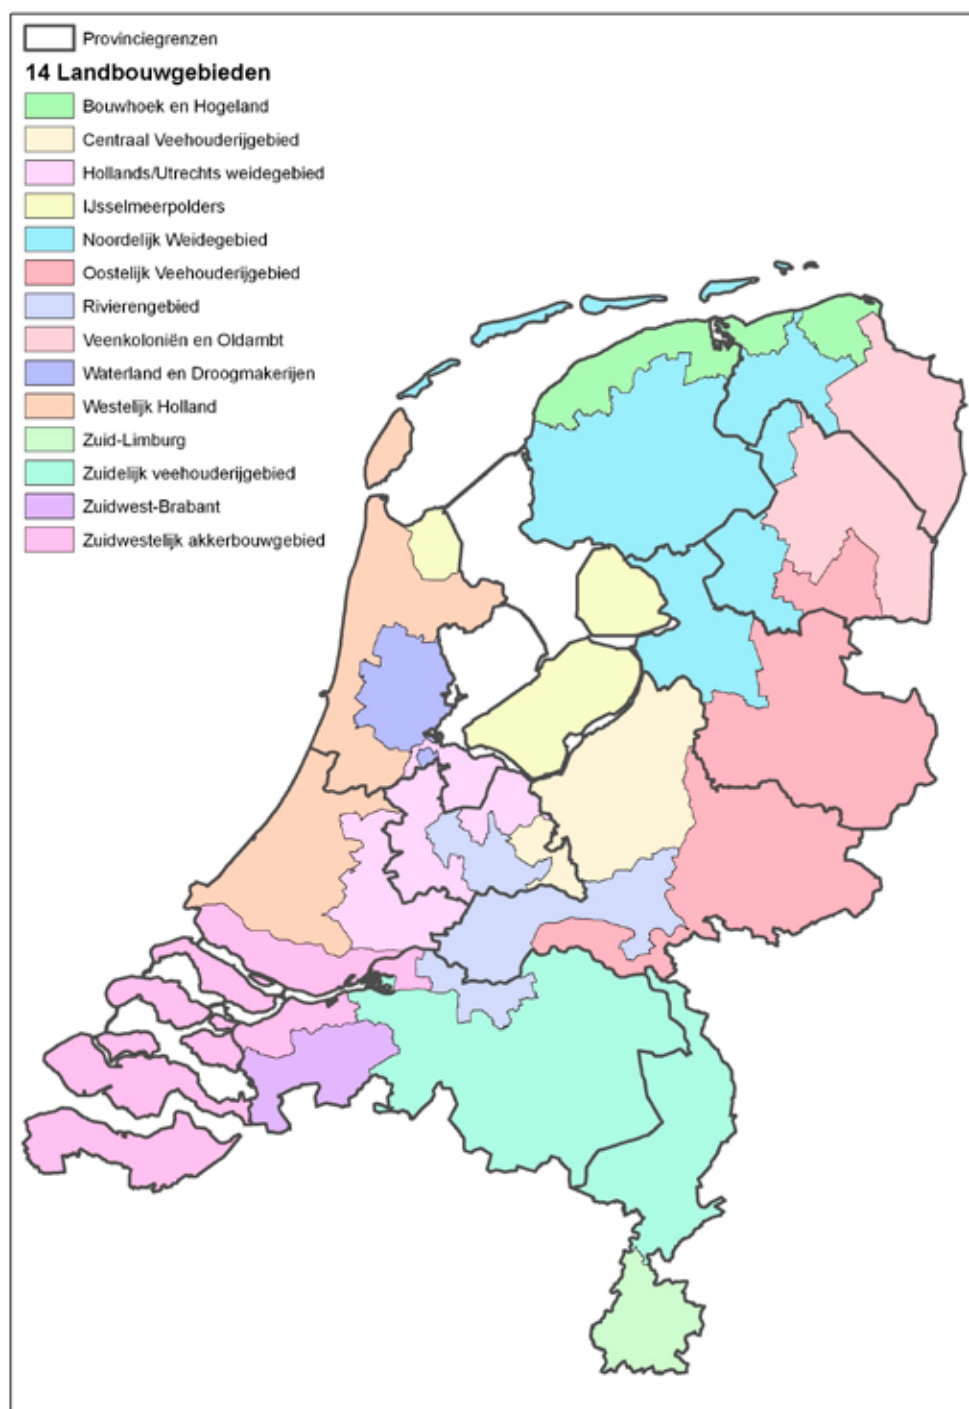 Provinciegrenzen
14 Landbouwgebieden
Bouwhoek en Hogeland
Centraal Veehouderijgebied
Hollands/Utrechts weidegebied
IJsselmeerpolders
Noordelijk Weidegebied
Oostelijk Veehouderijgebied
Rivierengebied
Veenkoloniën en Oldambt
Waterland en Droogmakerijen
Westelijk Holland
Zuid-Limburg
Zuidelijk veehouderijgebied
Zuidwest-Brabant
Zuidwestelijk akkerbouwgebied